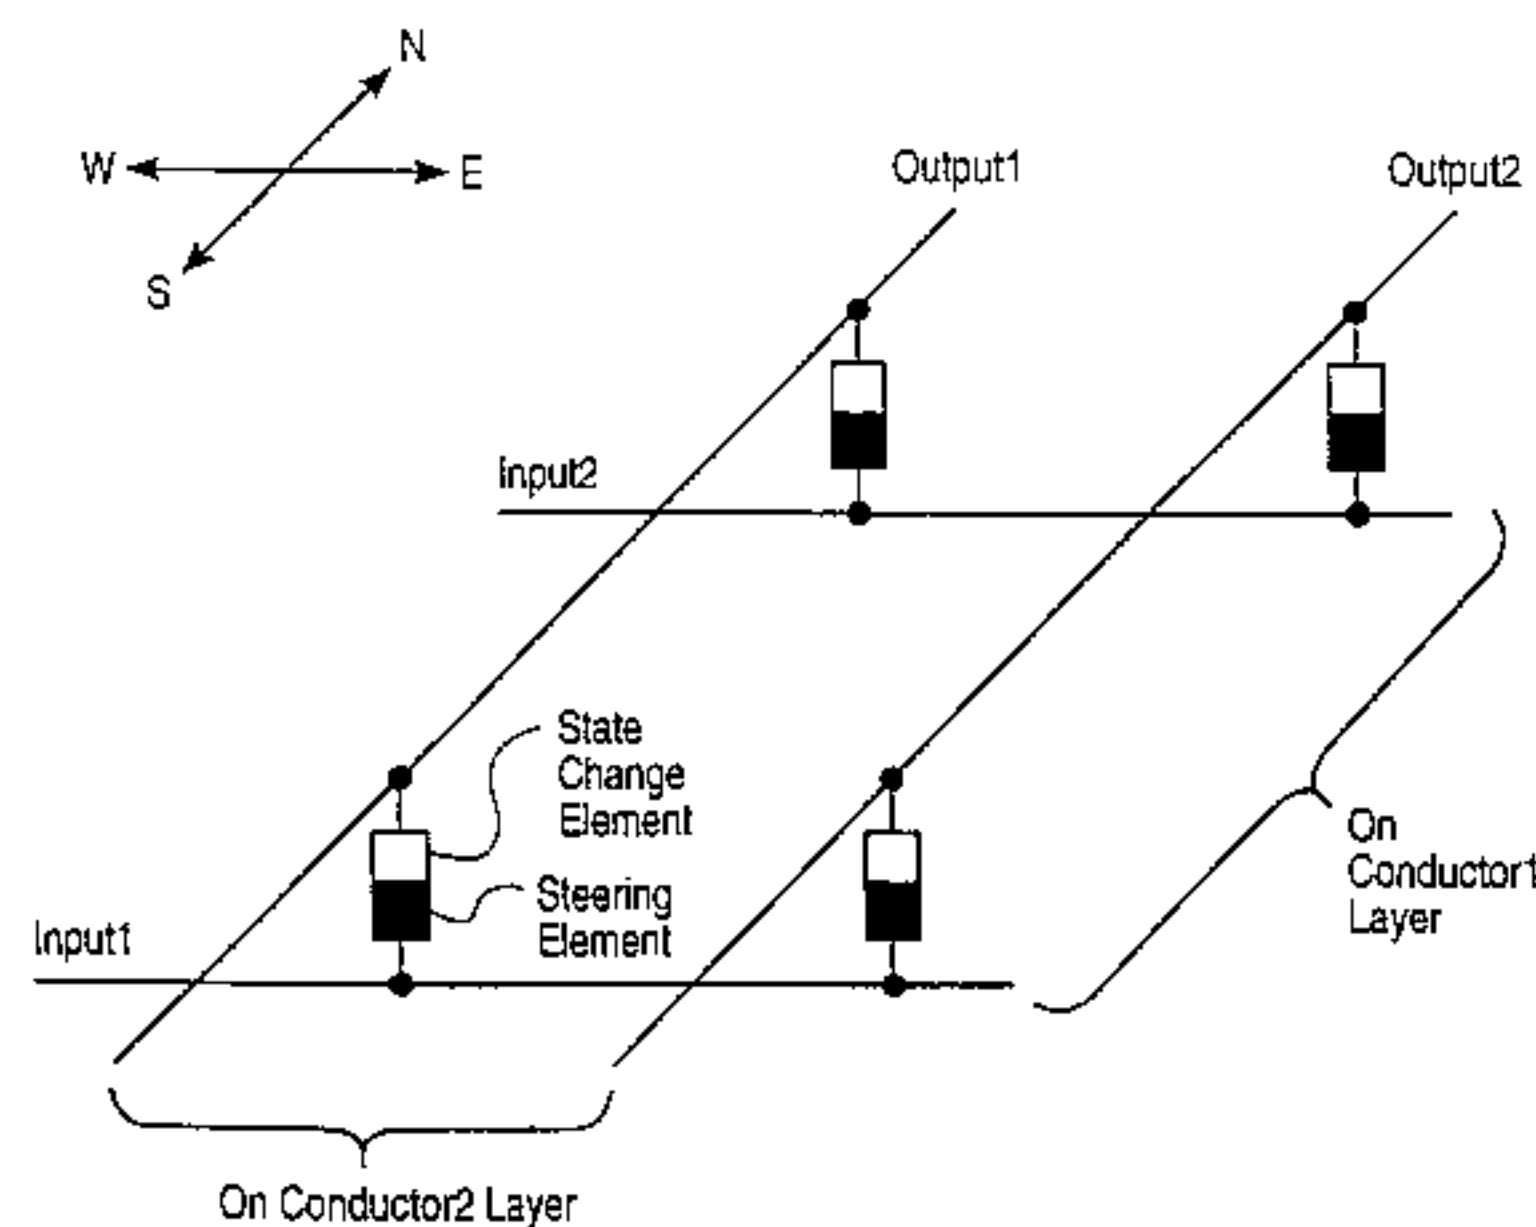 N
W
E
S
Output1
Output2
Input2
State
Change
Element
Steering
Element
Input1
On
Conductor1
Layer
On Conductor2 Layer